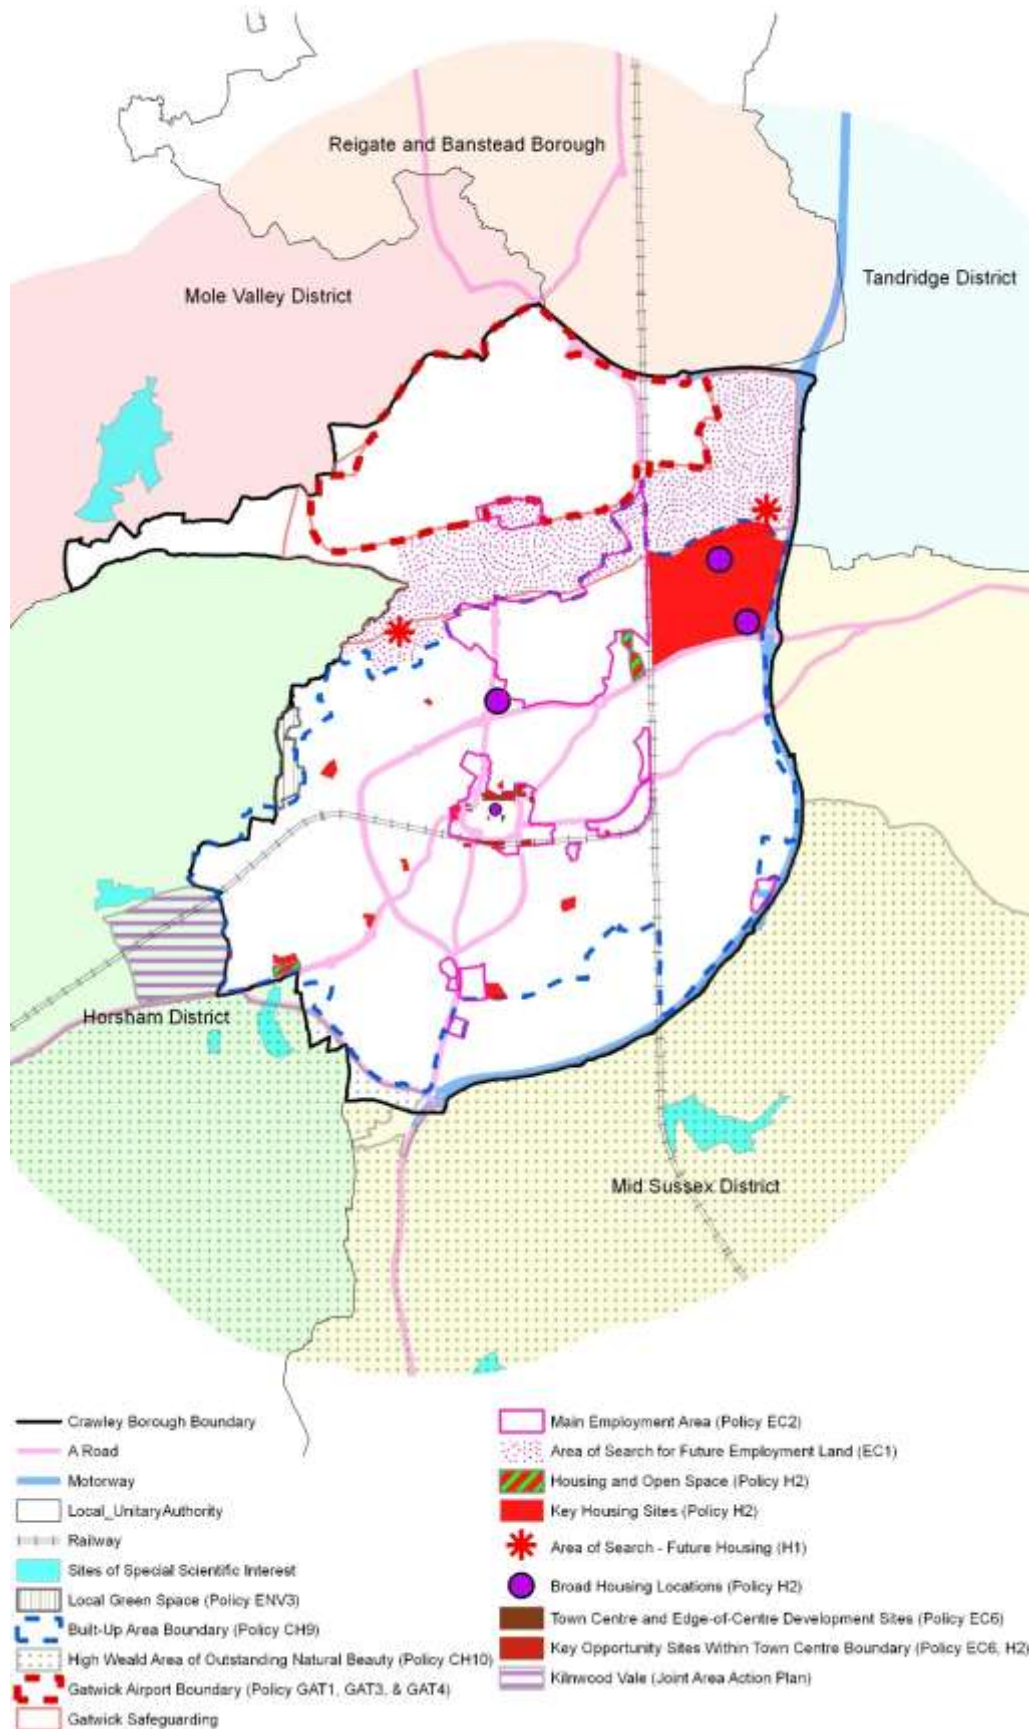 Reigate and Banstead Borough
Tandridge District
Mole Valley District
Horsham District
Mid Sussex District
Crawley Borough Boundary
A Road
Motorway
Local_UnitaryAuthority
Railway
Sites of Special Scientific Interest
Local Green Space (Policy ENV3)
Built-Up Area Boundary (Policy CH9)
High Weald Area of Outstanding Natural Beauty (Policy CH10)
Gatwick Airport Boundary (Policy GAT1, GAT3, & GAT4)
Gatwick Safeguarding
Main Employment Area (Policy EC2)
Area of Search for Future Employment Land (EC1)
Housing and Open Space (Policy H2)
Key Housing Sites (Policy H2)
Area of Search - Future Housing (H1)
Broad Housing Locations (Policy H2)
Town Centre and Edge-of-Centre Development Sites (Policy EC6)
Key Opportunity Sites Within Town Centre Boundary (Policy EC6, H2)
Kilnwood Vale (Joint Area Action Plan)